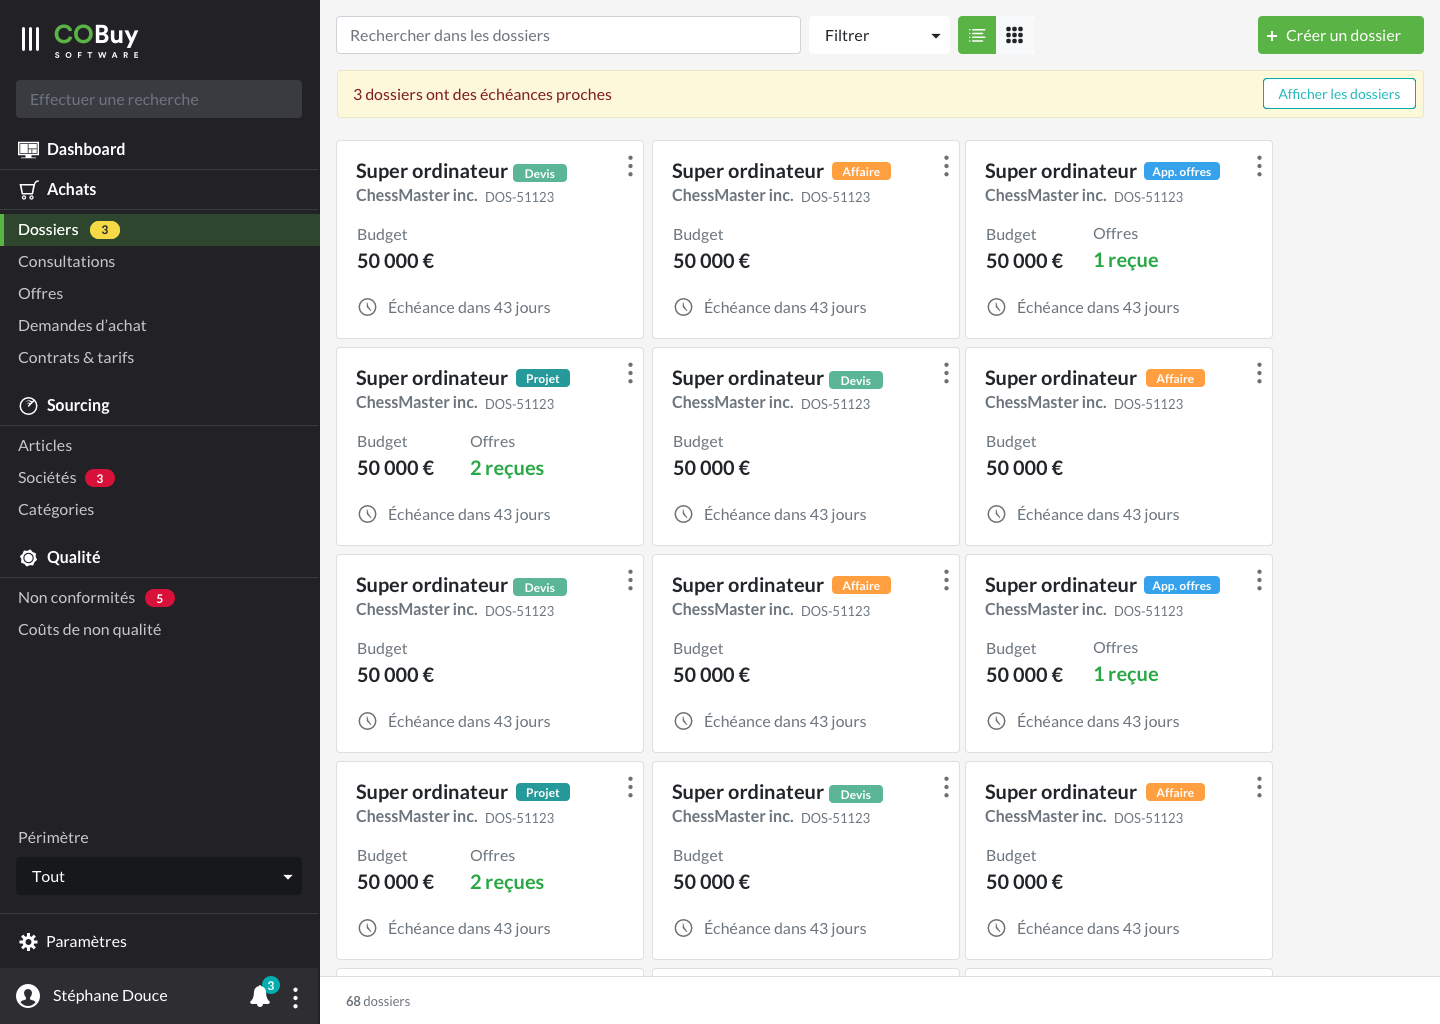 COBuy
SOFTWARE
Effectuer une recherche
Dashboard
Achats
Dossiers 3
Consultations
Offres
Demandes d’achat
Contrats & tarifs
Sourcing
Articles
Sociétés 3
Catégories
Qualité
Non conformités 5
Coûts de non qualité
Périmètre
Tout
Paramètres
Stéphane Douce 3
Rechercher dans les dossiers
Filtrer
+ Créer un dossier
3 dossiers ont des échéances proches
Afficher les dossiers
Super ordinateur Devis
ChessMaster inc. DOS-51123
Budget
50 000 €
Échéance dans 43 jours
Super ordinateur Affaire
ChessMaster inc. DOS-51123
Budget
50 000 €
Échéance dans 43 jours
Super ordinateur App. offres
ChessMaster inc. DOS-51123
Budget Offres
50 000 € 1 reçue
Échéance dans 43 jours
Super ordinateur Projet
ChessMaster inc. DOS-51123
Budget Offres
50 000 € 2 reçues
Échéance dans 43 jours
Super ordinateur Devis
ChessMaster inc. DOS-51123
Budget
50 000 €
Échéance dans 43 jours
Super ordinateur Affaire
ChessMaster inc. DOS-51123
Budget
50 000 €
Échéance dans 43 jours
Super ordinateur Devis
ChessMaster inc. DOS-51123
Budget
50 000 €
Échéance dans 43 jours
Super ordinateur Affaire
ChessMaster inc. DOS-51123
Budget
50 000 €
Échéance dans 43 jours
Super ordinateur App. offres
ChessMaster inc. DOS-51123
Budget Offres
50 000 € 1 reçue
Échéance dans 43 jours
Super ordinateur Projet
ChessMaster inc. DOS-51123
Budget Offres
50 000 € 2 reçues
Échéance dans 43 jours
Super ordinateur Devis
ChessMaster inc. DOS-51123
Budget
50 000 €
Échéance dans 43 jours
Super ordinateur Affaire
ChessMaster inc. DOS-51123
Budget
50 000 €
Échéance dans 43 jours
68 dossiers